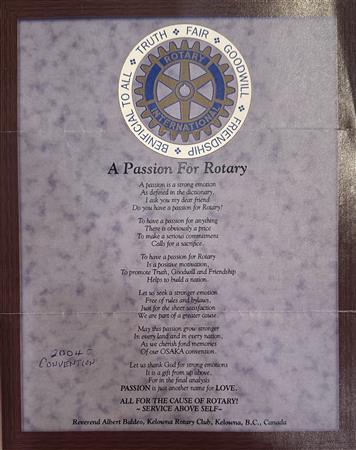 TRUTH ❖ FAIR ❖ GOODWILL ❖ FRIENDSHIP ❖ BENIFICIAL TO ALL ❖
ROTARY
INTERNATIONAL
A Passion For Rotary
A passion is a strong emotion
As defined in the dictionary,
I ask you my dear friend
Do you have a passion for Rotary!
To have a passion for anything
There is obviously a price
To make a serious commitment
Calls for a sacrifice.
To have a passion for Rotary
Is a positive motivation,
To promote Truth, Goodwill and Friendship
Helps to build a nation.
Let us seek a stronger emotion
Free of rules and bylaws,
Just for the sheer satisfaction
We are part of a greater cause
May this passion grow stronger
In every land and in every nation,
As we cherish fond memories
Of our OSAKA convention.
Let us thank God for strong emotions
It is a gift from up above.
For in the final analysis
PASSION is just another name for LOVE.
ALL FOR THE CAUSE OF ROTARY!
~ SERVICE ABOVE SELF~
Reverend Albert Baldeo, Kelowna Rotary Club, Kelowna, B.C., Canada
2004
CONVENTION